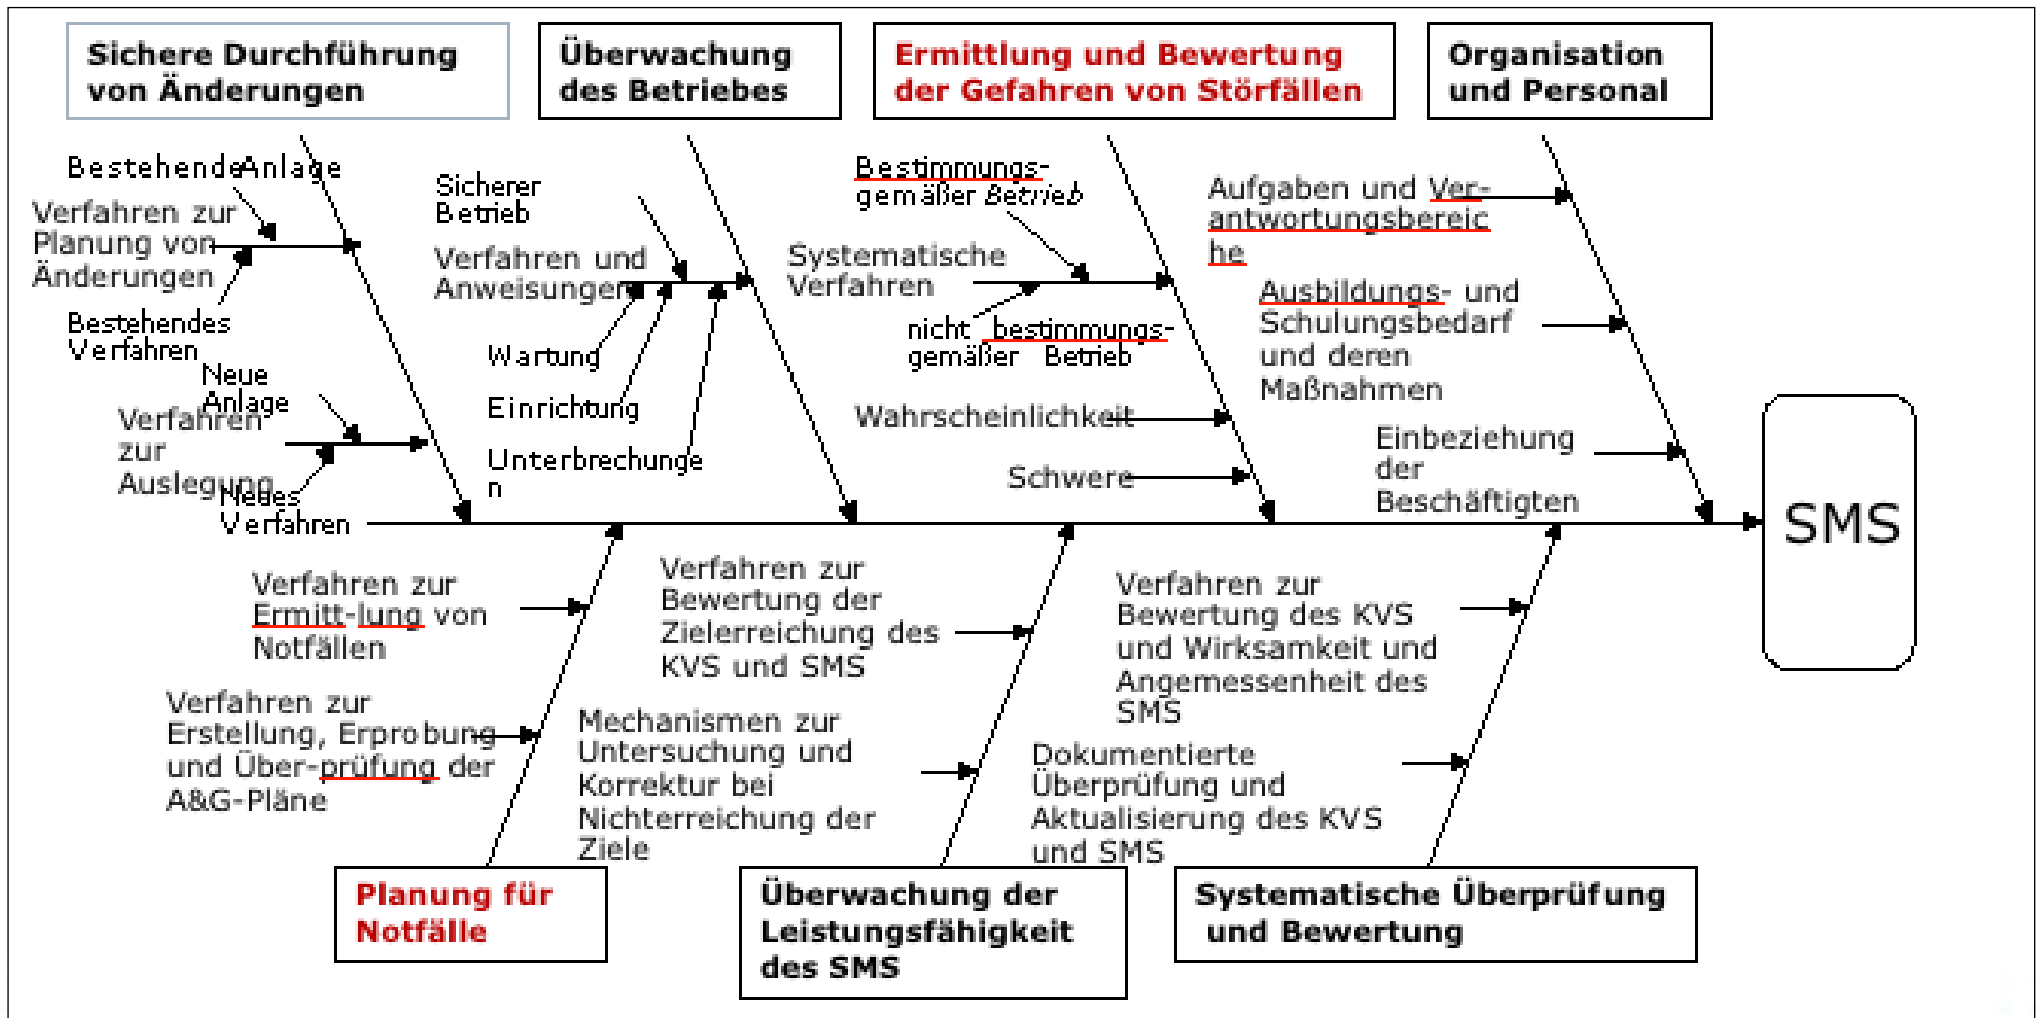 Sichere Durchführung
von Änderungen
Überwachung
des Betriebes
Ermittlung und Bewertung
der Gefahren von Störfällen
Organisation
und Personal
Bestehende Anlage
Verfahren zur
Planung von
Änderungen
Bestehendes
Verfahren
Neue
Anlage
Verfahren
zur
Auslegung
Neues
Verfahren
Sicherer
Betrieb
Verfahren und
Anweisungen
Wartung
Einrichtung
Unterbrechunge
n
Bestimmungs-
gemäßer Betrieb
Systematische
Verfahren
nicht bestimmungs-
gemäßer Betrieb
Wahrscheinlichkeit
Schwere
Aufgaben und Ver-
antwortungsbereic
he
Ausbildungs- und
Schulungsbedarf
und deren
Maßnahmen
Einbeziehung
der
Beschäftigten
SMS
Verfahren zur
Ermitt-lung von
Notfällen
Verfahren zur
Erstellung, Erprobung
und Über-prüfung der
A&G-Pläne
Verfahren zur
Bewertung der
Zielerreichung des
KVS und SMS
Mechanismen zur
Untersuchung und
Korrektur bei
Nichterreichung der
Ziele
Verfahren zur
Bewertung des KVS
und Wirksamkeit und
Angemessenheit des
SMS
Dokumentierte
Überprüfung und
Aktualisierung des KVS
und SMS
Planung für
Notfälle
Überwachung der
Leistungsfähigkeit
des SMS
Systematische Überprüfung
und Bewertung